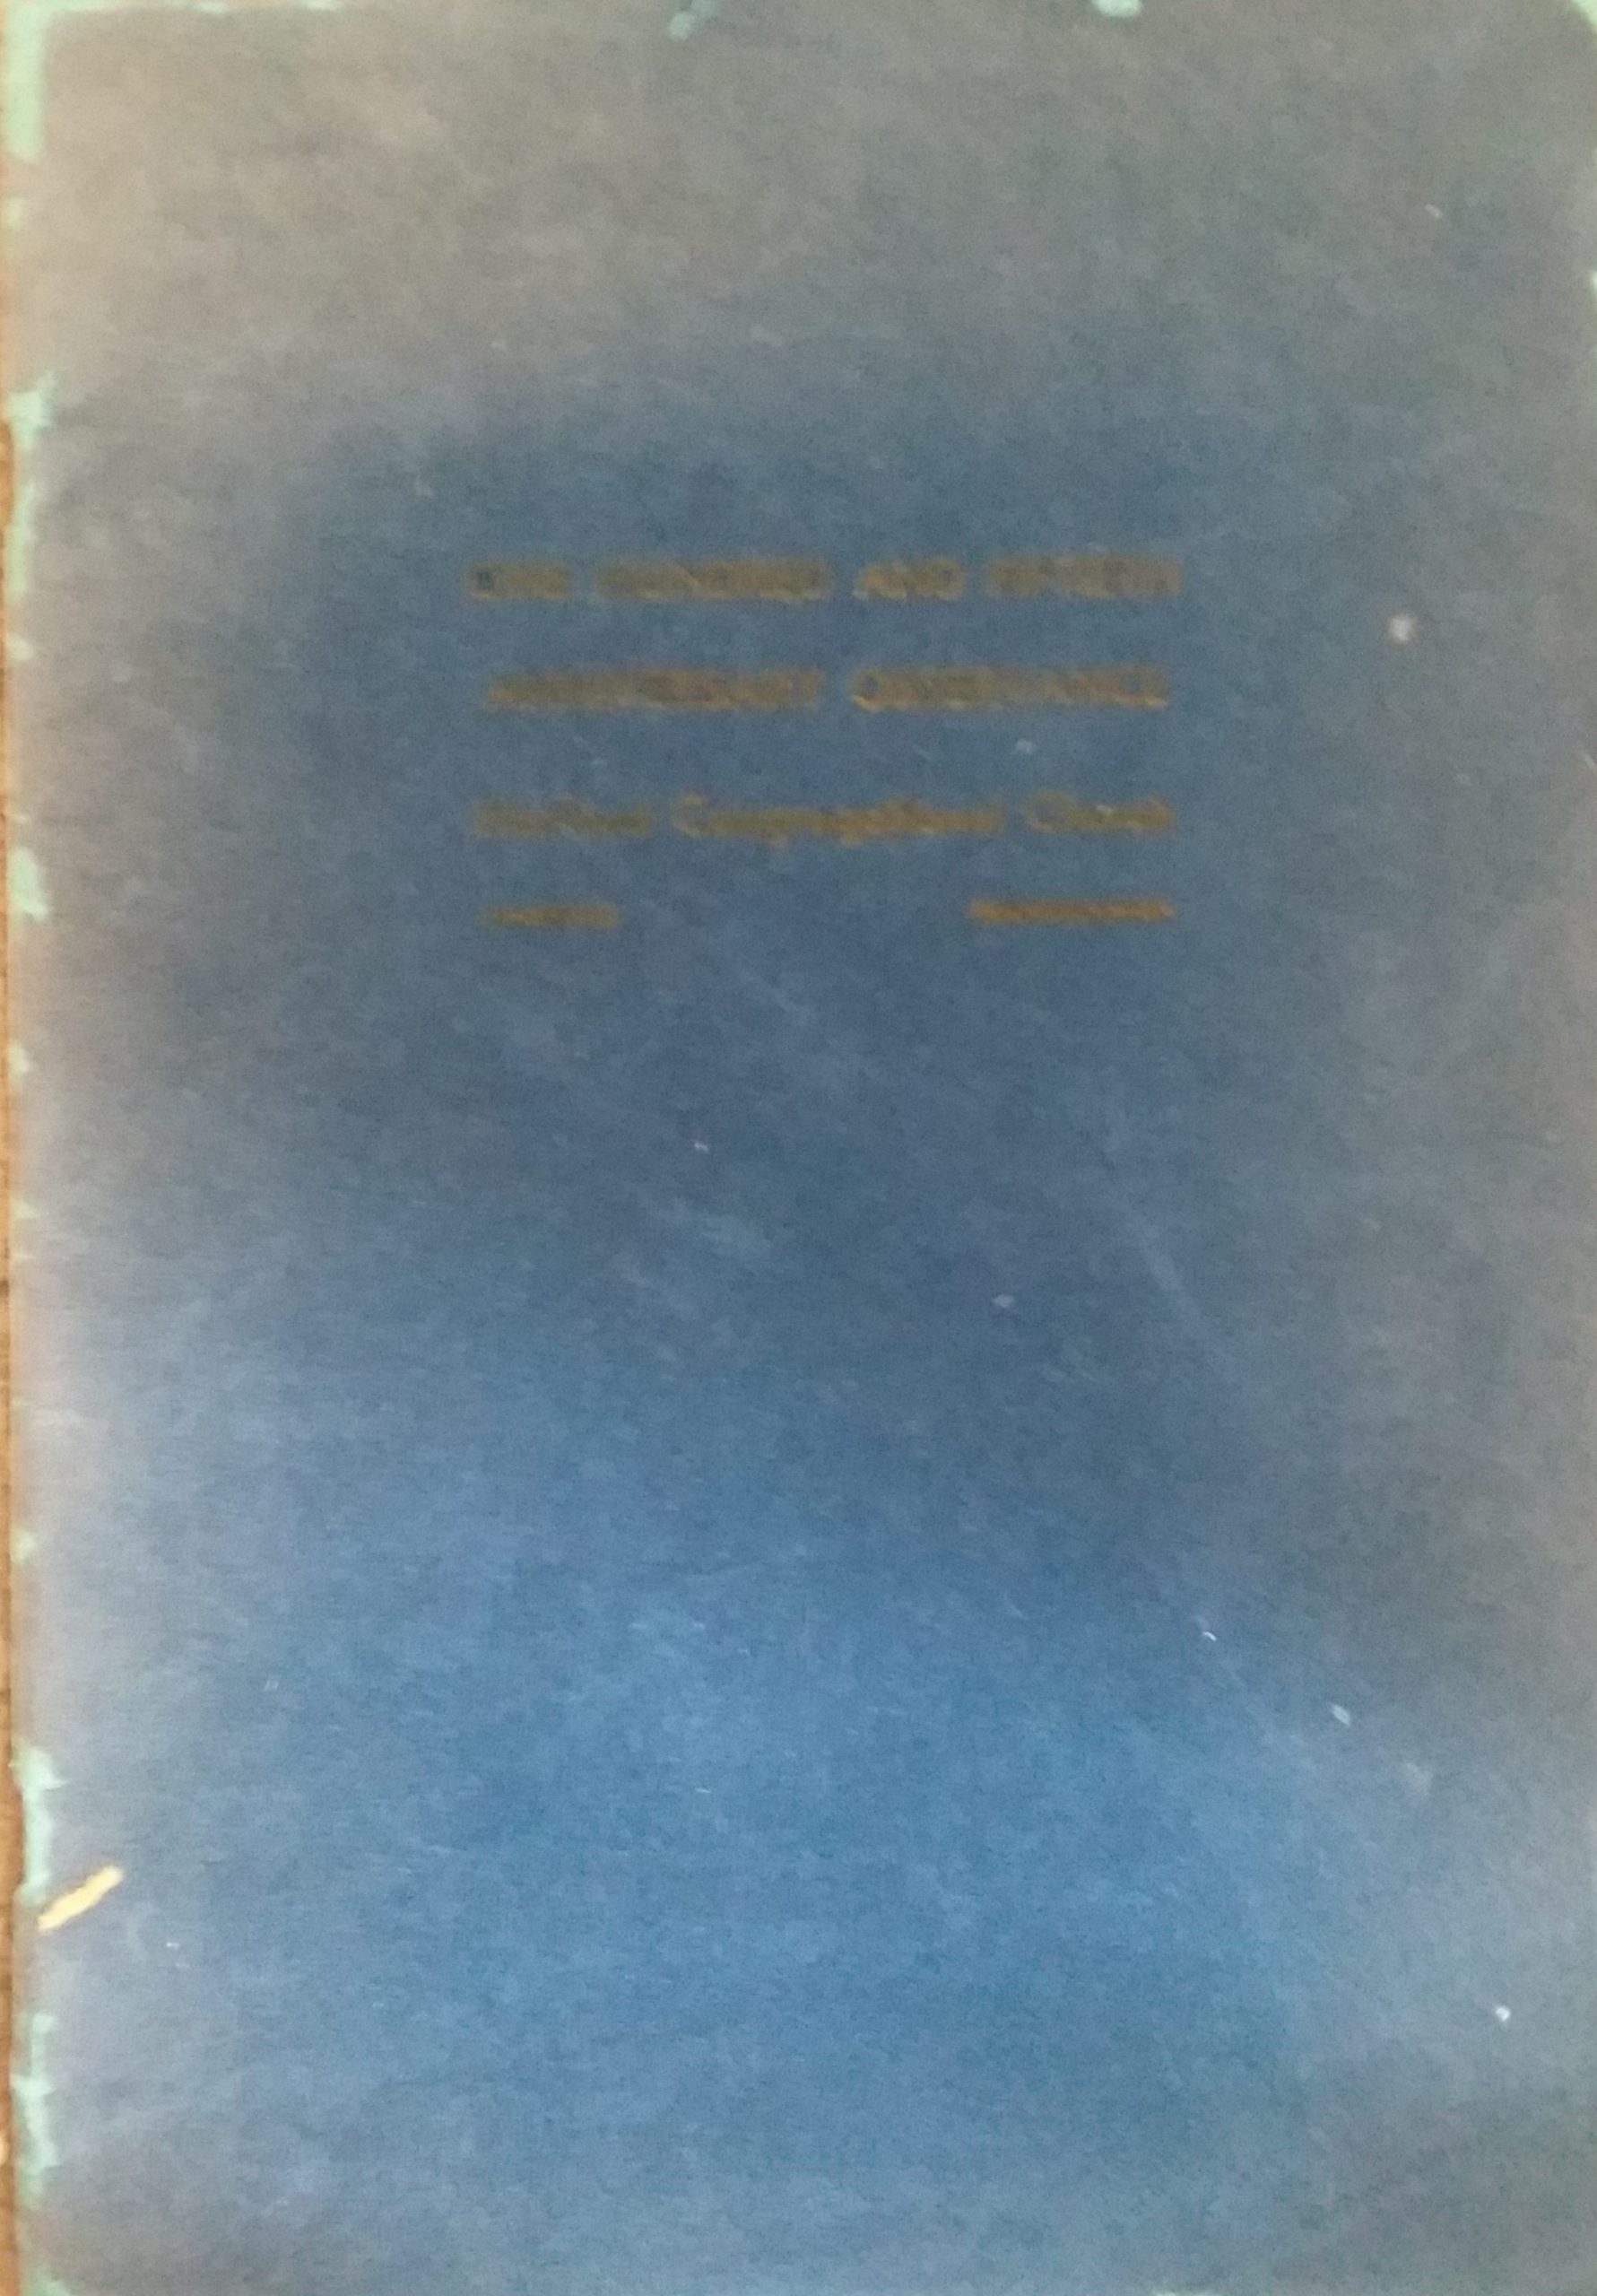 ONE HUNDRED AND FIFTIETH
ANNIVERSARY OBSERVANCE
Congregational Church